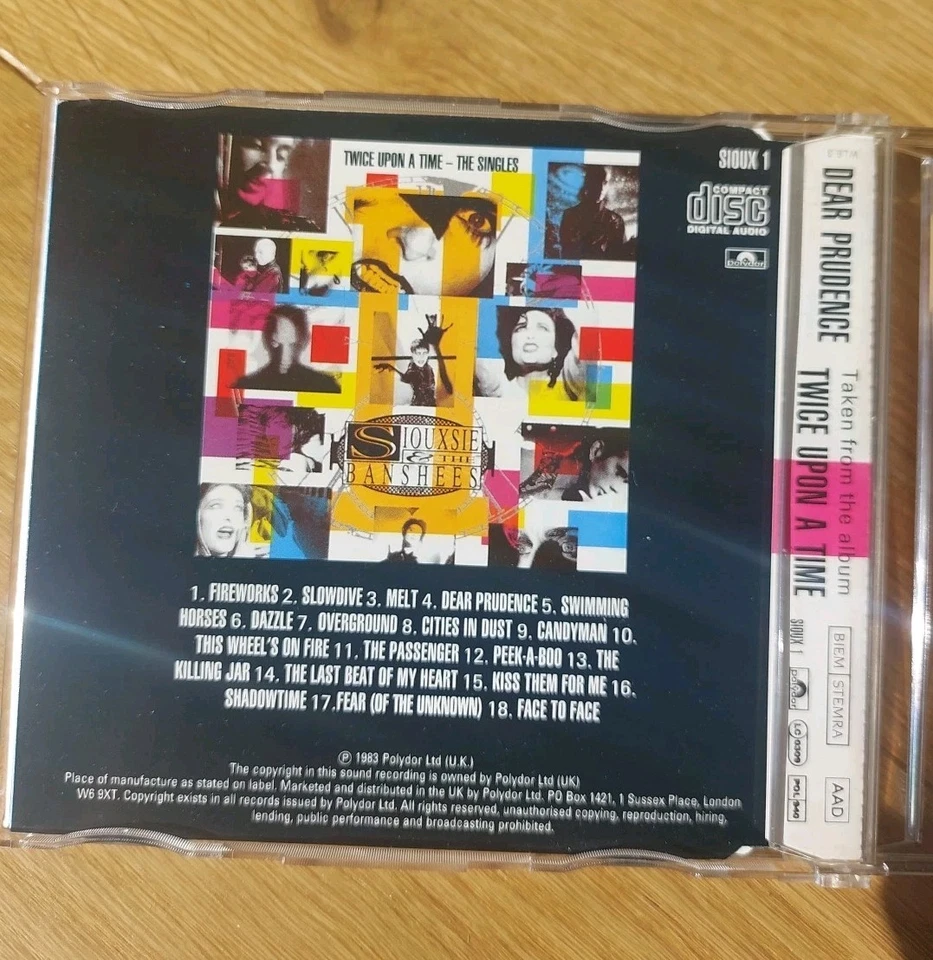 TWICE UPON A TIME – THE SINGLES
SIOUX 1
COMPACT
disc
DIGITAL AUDIO
Polydor
SIOUXSIE
& THE
BANSHEES
1. FIREWORKS 2. SLOWDIVE 3. MELT 4. DEAR PRUDENCE 5. SWIMMING
HORSES 6. DAZZLE 7. OVERGROUND 8. CITIES IN DUST 9. CANDYMAN 10.
THIS WHEEL'S ON FIRE 11. THE PASSENGER 12. PEEK-A-BOO 13. THE
KILLING JAR 14. THE LAST BEAT OF MY HEART 15. KISS THEM FOR ME 16.
SHADOWTIME 17.FEAR (OF THE UNKNOWN) 18. FACE TO FACE
℗ 1983 Polydor Ltd (U.K.)
The copyright in this sound recording is owned by Polydor Ltd (UK)
Place of manufacture as stated on label. Marketed and distributed in the UK by Polydor Ltd. PO Box 1421, 1 Sussex Place, London
W6 9XT. Copyright exists in all records issued by Polydor Ltd. All rights reserved, unauthorised copying, reproduction, hiring,
lending, public performance and broadcasting prohibited.
DEAR PRUDENCE
Taken from the album
TWICE UPON A TIME
SIOUX 1
polydor
LC 0309
POL 940
BIEM STEMRA
AAD